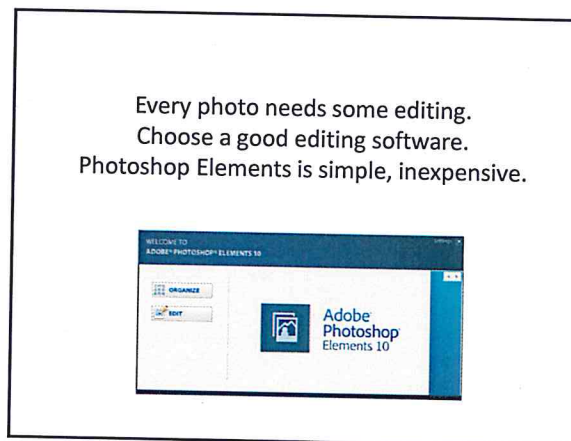 Every photo needs some editing.
Choose a good editing software.
Photoshop Elements is simple, inexpensive.
WELCOME TO
ADOBE® PHOTOSHOP® ELEMENTS 10
Settings
ORGANIZE
EDIT
Adobe®
Photoshop®
Elements 10